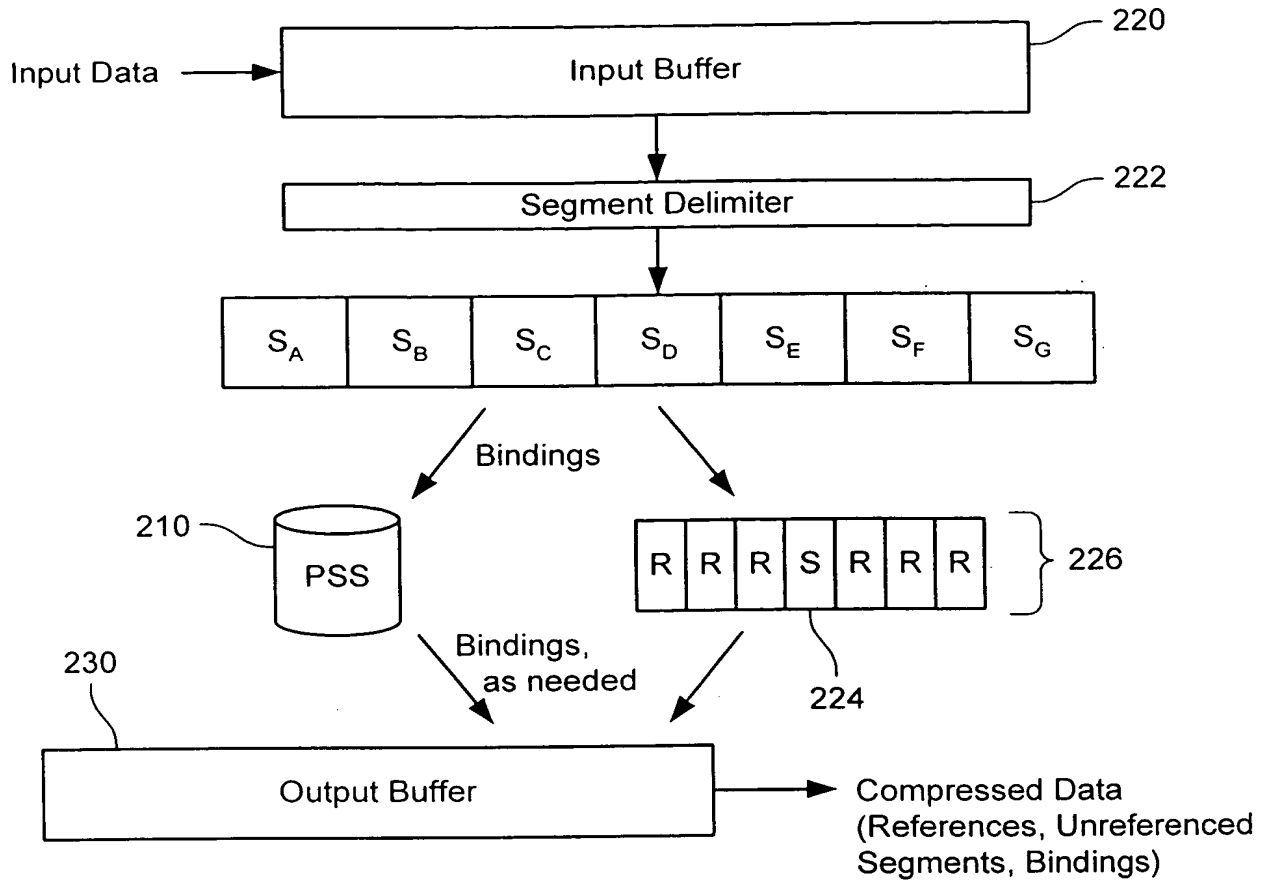 220
Input Data
Input Buffer
222
Segment Delimiter
S_A S_B S_C S_D S_E S_F S_G
Bindings
210
PSS
R R R S R R R
226
Bindings,
as needed
224
230
Output Buffer
Compressed Data
(References, Unreferenced
Segments, Bindings)